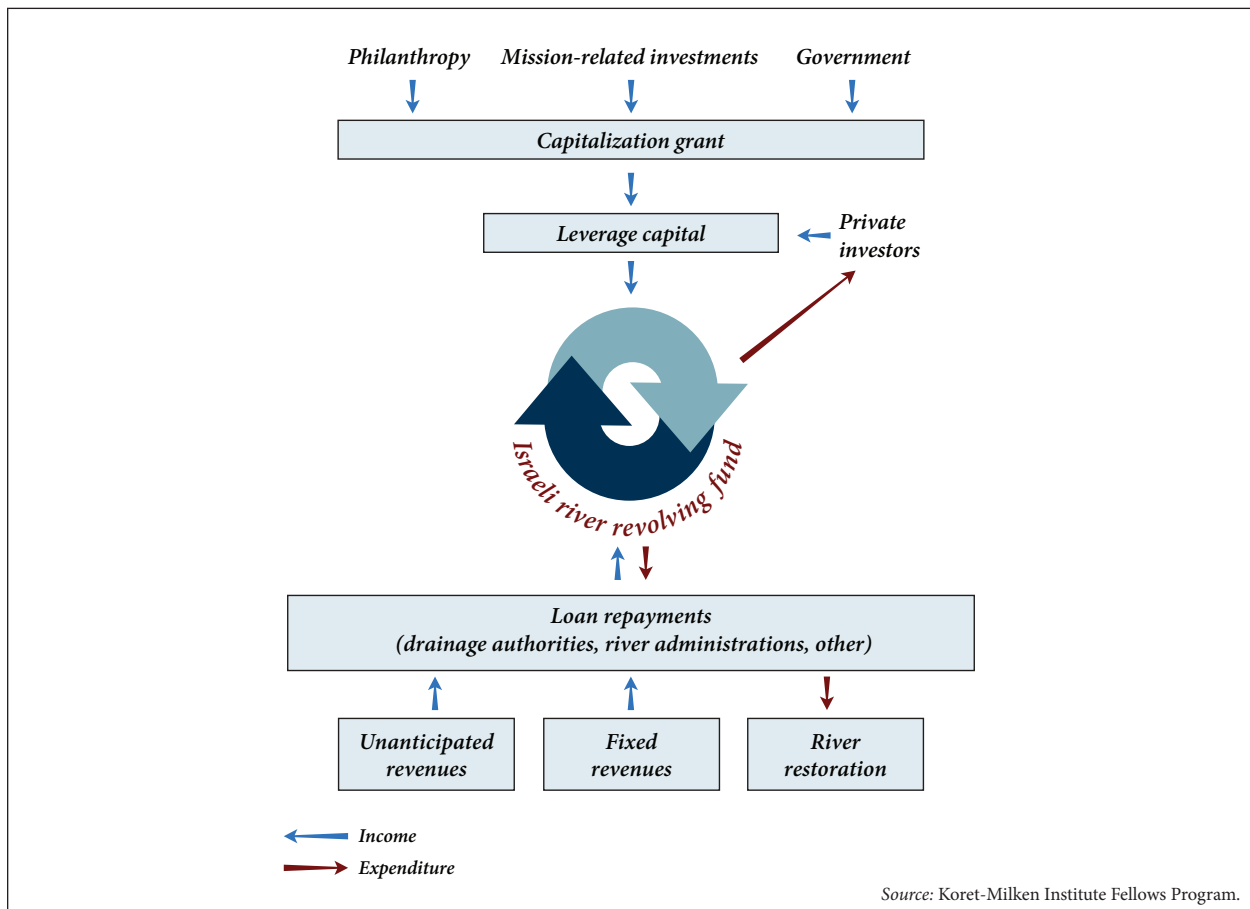 Philanthropy
Mission-related investments
Government
Capitalization grant
Leverage capital
Private
investors
Israeli river revolving fund
Loan repayments
(drainage authorities, river administrations, other)
Unanticipated
revenues
Fixed
revenues
River
restoration
Income
Expenditure
Source: Koret-Milken Institute Fellows Program.